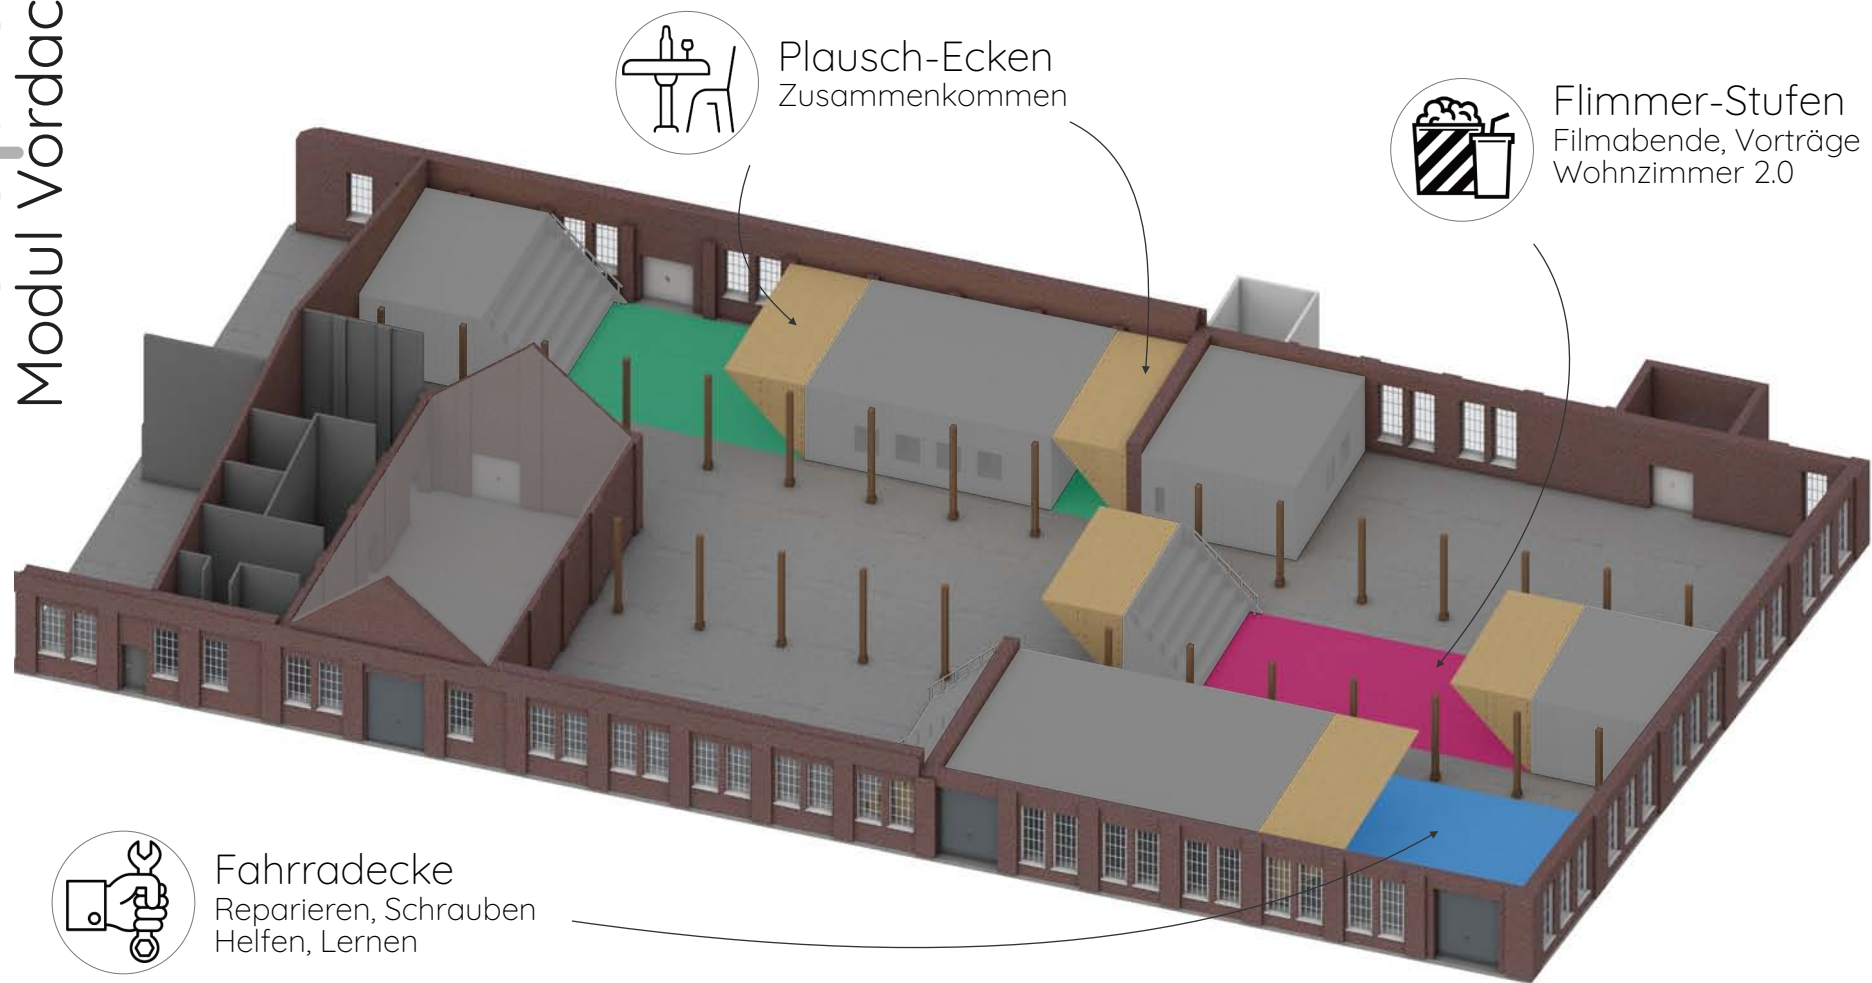 Modul Vordac
Plausch-Ecken
Zusammenkommen
Flimmer-Stufen
Filmabende, Vorträge
Wohnzimmer 2.0
Fahrradecke
Reparieren, Schrauben
Helfen, Lernen